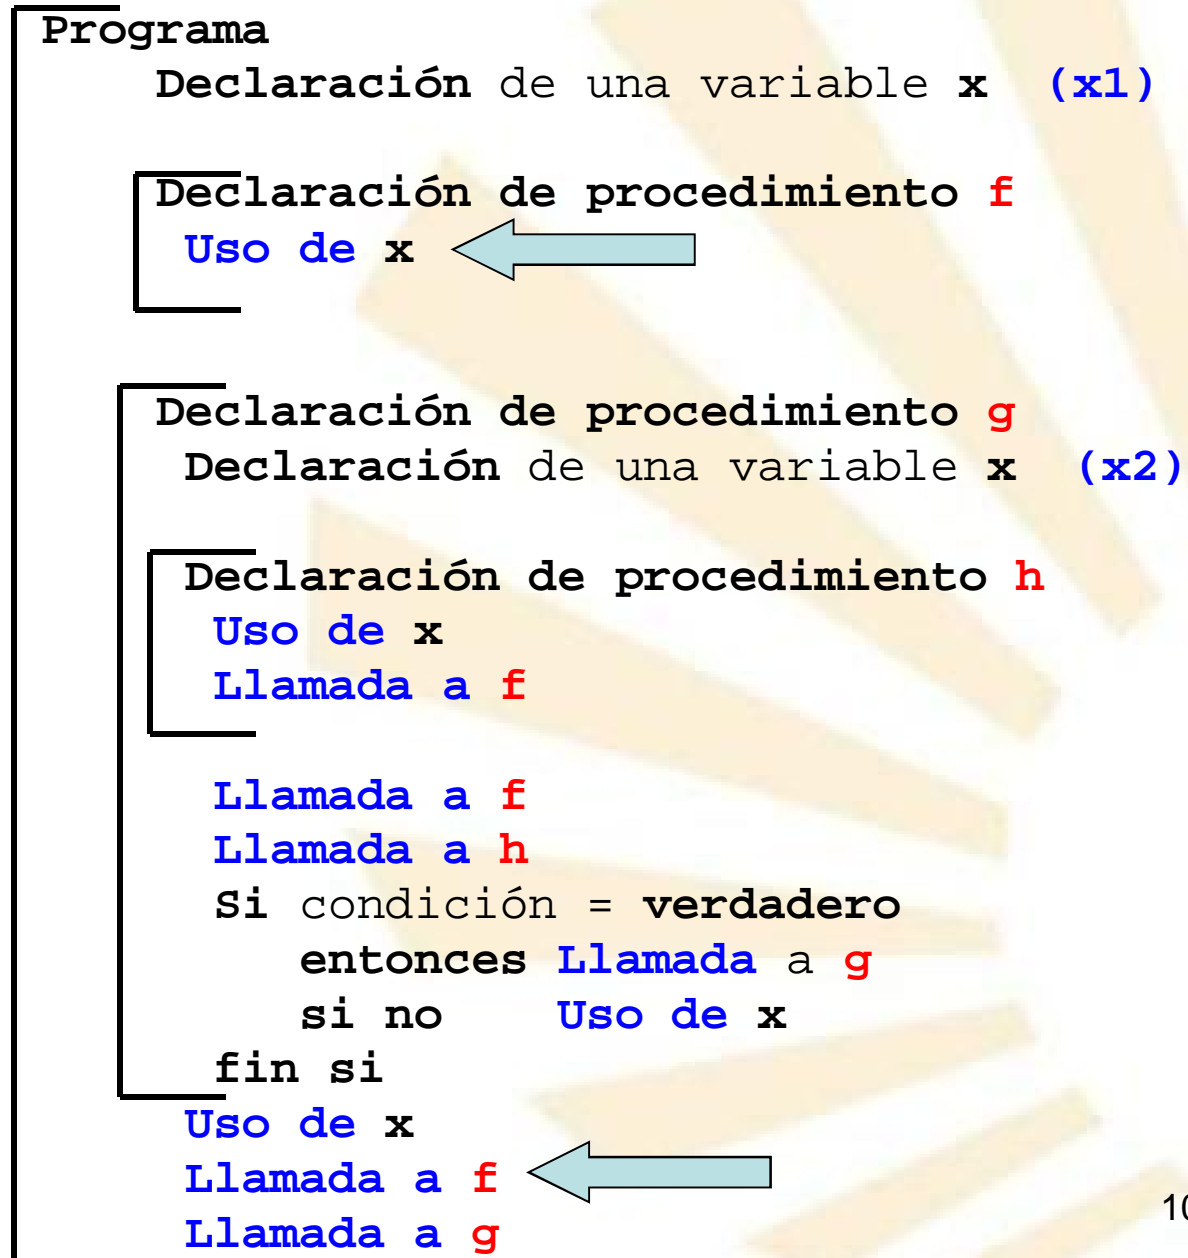 Programa
Declaración de una variable x (x1)
Declaración de procedimiento f
Uso de x
Declaración de procedimiento g
Declaración de una variable x (x2)
Declaración de procedimiento h
Uso de x
Llamada a f
Llamada a f
Llamada a h
Si condición = verdadero
entonces Llamada a g
si no Uso de x
fin si
Uso de x
Llamada a f
10
Llamada a g